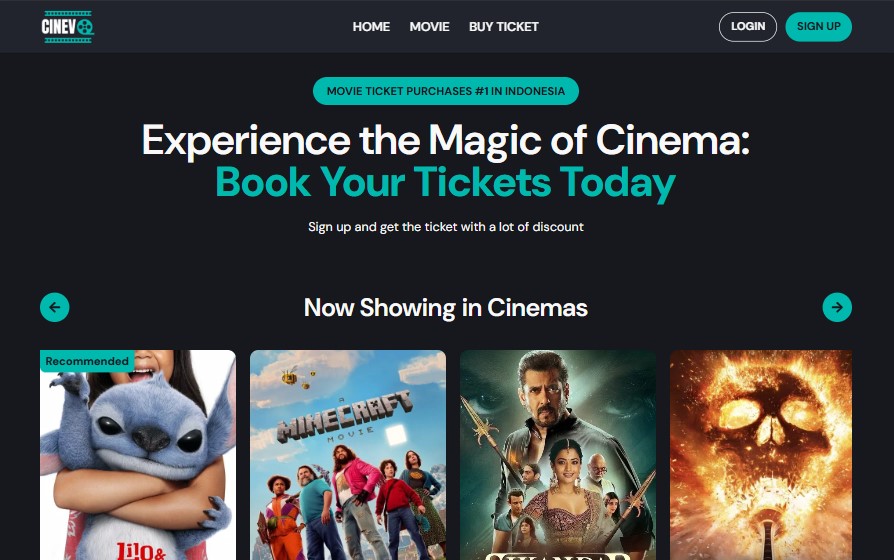 CINEVO
HOME MOVIE BUY TICKET
LOGIN SIGN UP
MOVIE TICKET PURCHASES #1 IN INDONESIA
Experience the Magic of Cinema:
Book Your Tickets Today
Sign up and get the ticket with a lot of discount
Now Showing in Cinemas
Recommended
Lilo &
A
MINECRAFT
MOVIE
SIKANDAR